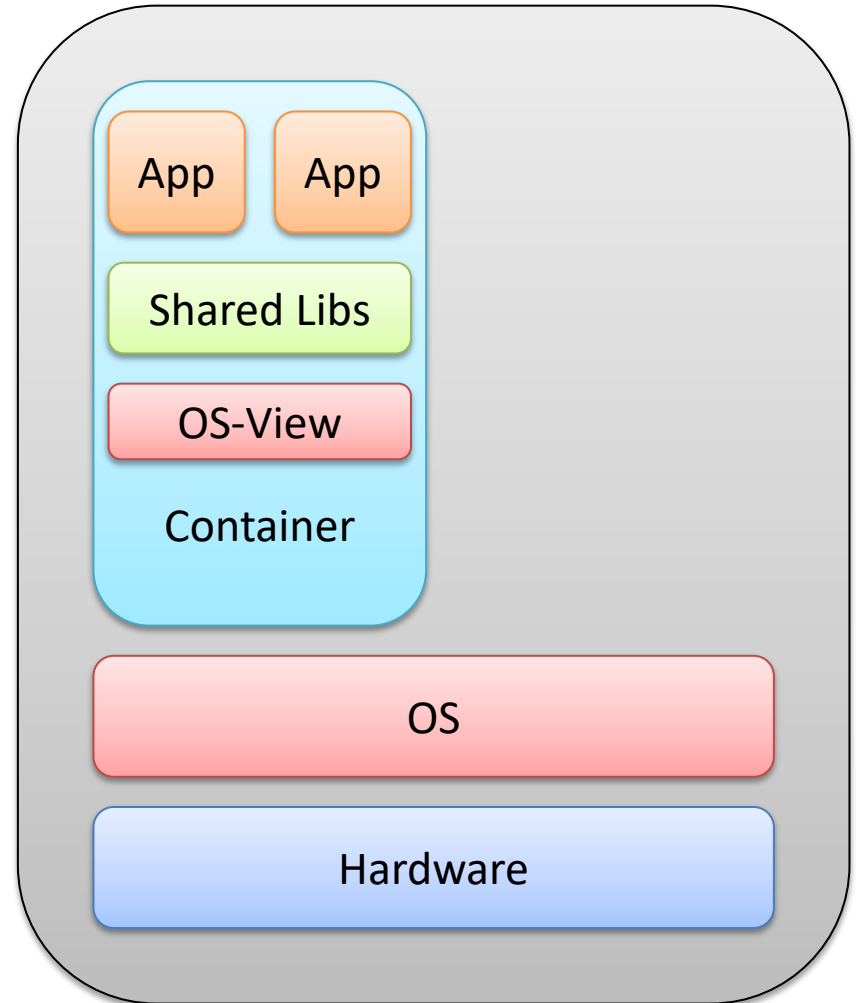 App App
Shared Libs
OS-View
Container
OS
Hardware